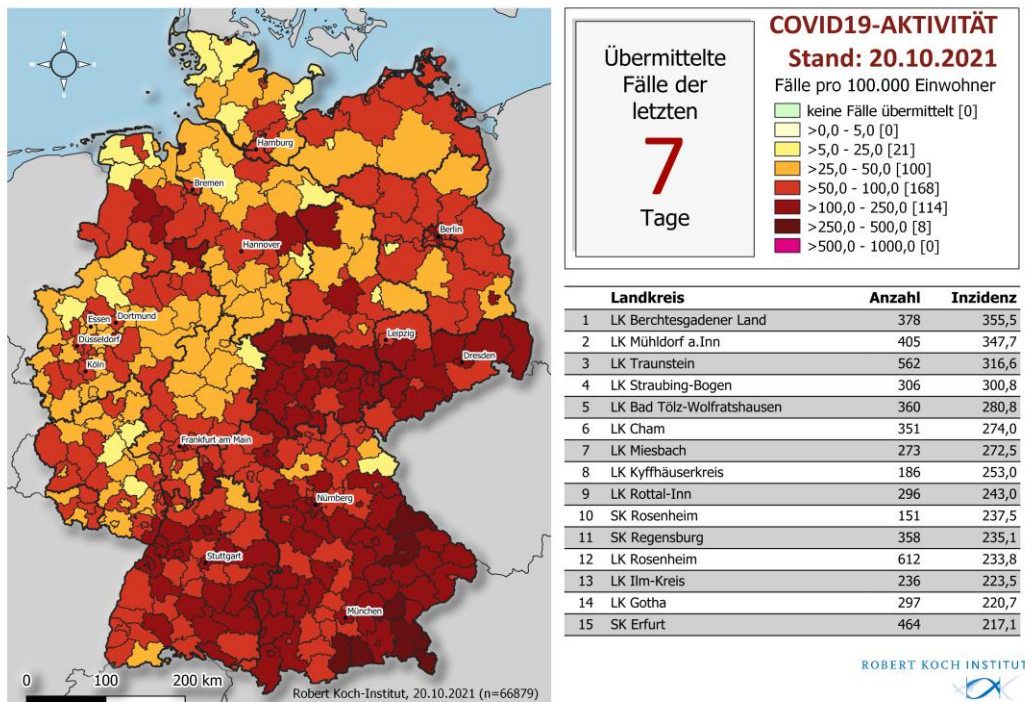 Hamburg
Bremen
Berlin
Hannover
Essen
Dortmund
Düsseldorf
Leipzig
Dresden
Köln
Frankfurt am Main
Nürnberg
Stuttgart
München
0 100 200 km
Robert Koch-Institut, 20.10.2021 (n=66879)
Übermittelte
Fälle der
letzten
7
Tage
COVID19-AKTIVITÄT
Stand: 20.10.2021
Fälle pro 100.000 Einwohner
keine Fälle übermittelt [0]
>0,0 - 5,0 [0]
>5,0 - 25,0 [21]
>25,0 - 50,0 [100]
>50,0 - 100,0 [168]
>100,0 - 250,0 [114]
>250,0 - 500,0 [8]
>500,0 - 1000,0 [0]
Landkreis Anzahl Inzidenz
1 LK Berchtesgadener Land 378 355,5
2 LK Mühldorf a.Inn 405 347,7
3 LK Traunstein 562 316,6
4 LK Straubing-Bogen 306 300,8
5 LK Bad Tölz-Wolfratshausen 360 280,8
6 LK Cham 351 274,0
7 LK Miesbach 273 272,5
8 LK Kyffhäuserkreis 186 253,0
9 LK Rottal-Inn 296 243,0
10 SK Rosenheim 151 237,5
11 SK Regensburg 358 235,1
12 LK Rosenheim 612 233,8
13 LK Ilm-Kreis 236 223,5
14 LK Gotha 297 220,7
15 SK Erfurt 464 217,1
ROBERT KOCH INSTITUT